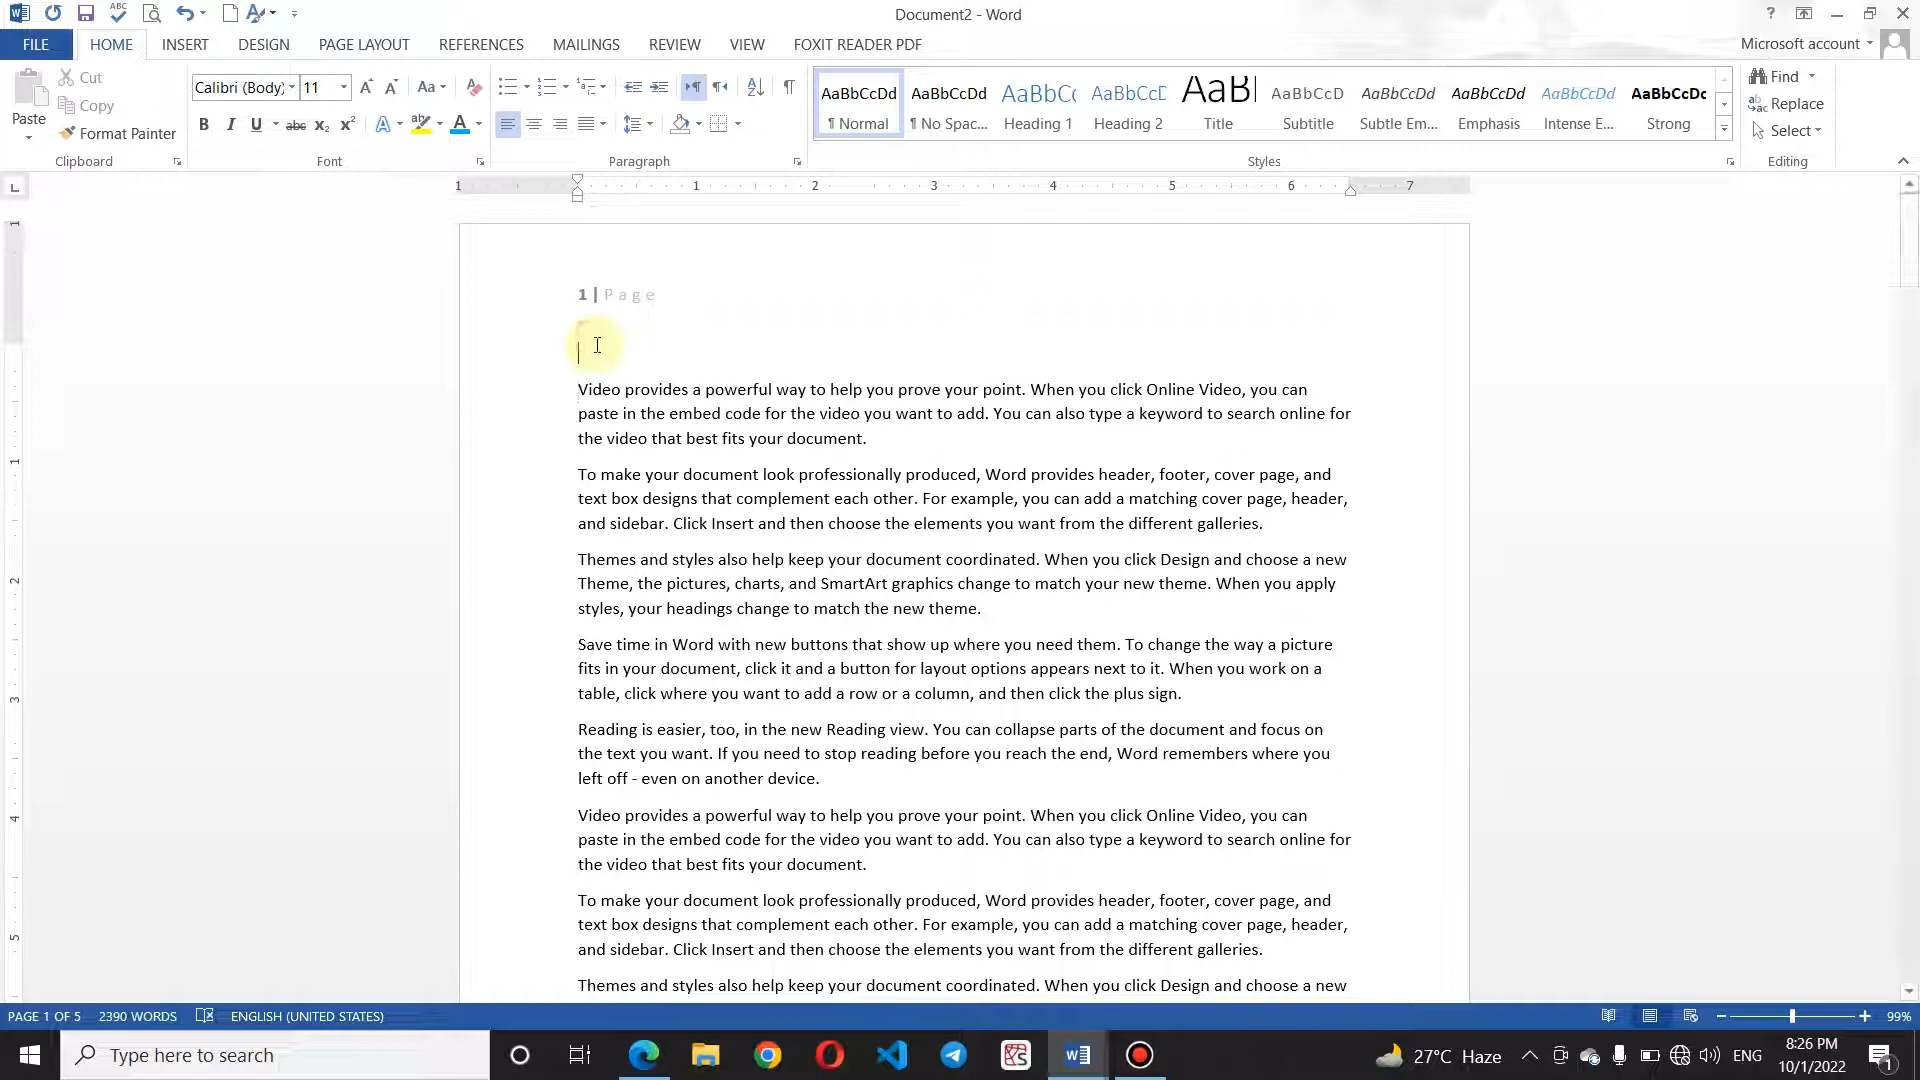 ABC
Document2 - Word
?
FILE
HOME
INSERT
DESIGN
PAGE LAYOUT
REFERENCES
MAILINGS
REVIEW
VIEW
FOXIT READER PDF
Microsoft account
Paste
Cut
Copy
Format Painter
Clipboard
Calibri (Body)
11
Aa
B I U abc x₂ x² A ab A
Font
Paragraph
AaBbCcDd
¶ Normal
AaBbCcDd
¶ No Spac...
AaBbC
Heading 1
AaBbCcD
Heading 2
AaB
Title
AaBbCcD
Subtitle
AaBbCcDd
Subtle Em...
AaBbCcDd
Emphasis
AaBbCcDd
Intense E...
AaBbCcDc
Strong
Styles
Find
Replace
Select
Editing
1 1 2 3 4 5 6 7
1 | P a g e
Video provides a powerful way to help you prove your point. When you click Online Video, you can
paste in the embed code for the video you want to add. You can also type a keyword to search online for
the video that best fits your document.
To make your document look professionally produced, Word provides header, footer, cover page, and
text box designs that complement each other. For example, you can add a matching cover page, header,
and sidebar. Click Insert and then choose the elements you want from the different galleries.
Themes and styles also help keep your document coordinated. When you click Design and choose a new
Theme, the pictures, charts, and SmartArt graphics change to match your new theme. When you apply
styles, your headings change to match the new theme.
Save time in Word with new buttons that show up where you need them. To change the way a picture
fits in your document, click it and a button for layout options appears next to it. When you work on a
table, click where you want to add a row or a column, and then click the plus sign.
Reading is easier, too, in the new Reading view. You can collapse parts of the document and focus on
the text you want. If you need to stop reading before you reach the end, Word remembers where you
left off - even on another device.
Video provides a powerful way to help you prove your point. When you click Online Video, you can
paste in the embed code for the video you want to add. You can also type a keyword to search online for
the video that best fits your document.
To make your document look professionally produced, Word provides header, footer, cover page, and
text box designs that complement each other. For example, you can add a matching cover page, header,
and sidebar. Click Insert and then choose the elements you want from the different galleries.
Themes and styles also help keep your document coordinated. When you click Design and choose a new
1
1
2
3
4
5
PAGE 1 OF 5
2390 WORDS
ENGLISH (UNITED STATES)
99%
Type here to search
27°C Haze
ENG
8:26 PM
10/1/2022
1